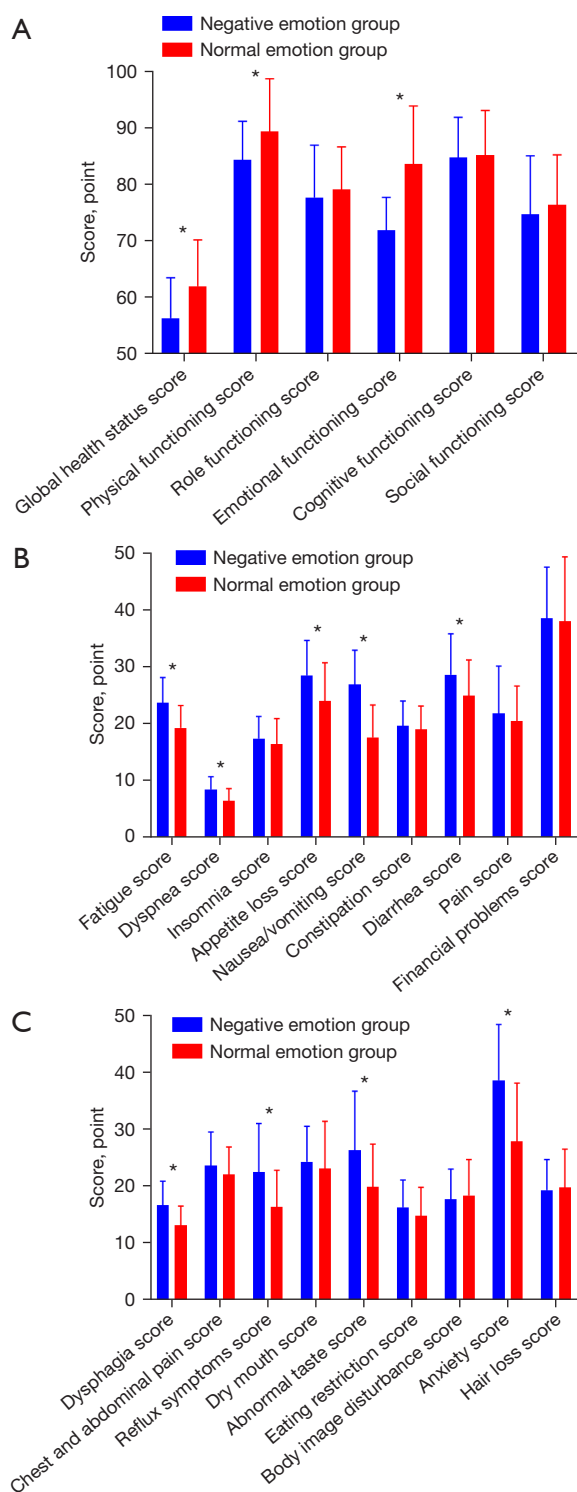 A
Negative emotion group
Normal emotion group
Score, point
100
90
80
70
60
50
*
*
*
Global health status score
Physical functioning score
Role functioning score
Emotional functioning score
Cognitive functioning score
Social functioning score
B
Negative emotion group
Normal emotion group
Score, point
50
40
30
20
10
0
*
*
*
*
*
Fatigue score
Dyspnea score
Insomnia score
Appetite loss score
Nausea/vomiting score
Constipation score
Diarrhea score
Pain score
Financial problems score
C
Negative emotion group
Normal emotion group
Score, point
50
40
30
20
10
0
*
*
*
*
Dysphagia score
Chest and abdominal pain score
Reflux symptoms score
Dry mouth score
Abnormal taste score
Eating restriction score
Body image disturbance score
Anxiety score
Hair loss score